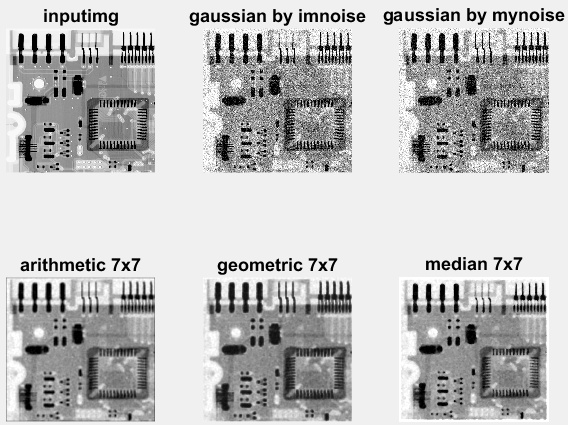 inputimg
gaussian by imnoise
gaussian by mynoise
arithmetic 7x7
geometric 7x7
median 7x7